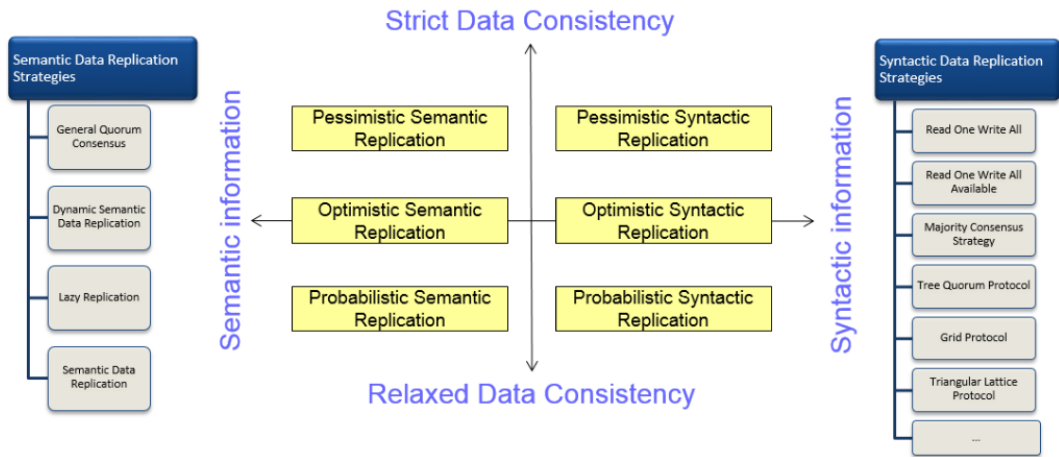 Strict Data Consistency
Semantic Data Replication
Strategies
General Quorum
Consensus
Dynamic Semantic
Data Replication
Lazy Replication
Semantic Data
Replication
Semantic information
Pessimistic Semantic
Replication
Pessimistic Syntactic
Replication
Optimistic Semantic
Replication
Optimistic Syntactic
Replication
Probabilistic Semantic
Replication
Probabilistic Syntactic
Replication
Relaxed Data Consistency
Syntactic information
Syntactic Data Replication
Strategies
Read One Write All
Read One Write All
Available
Majority Consensus
Strategy
Tree Quorum Protocol
Grid Protocol
Triangular Lattice
Protocol
...